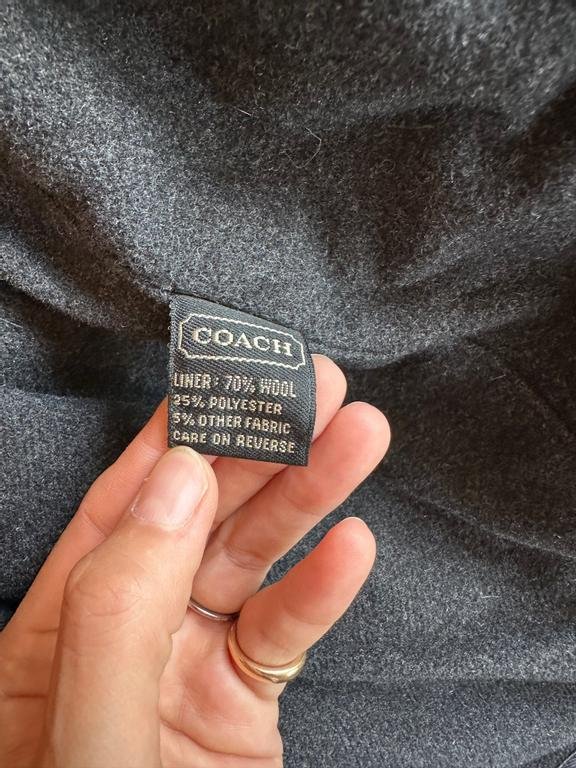 COACH
LINER: 70% WOOL
25% POLYESTER
5% OTHER FABRIC
CARE ON REVERSE